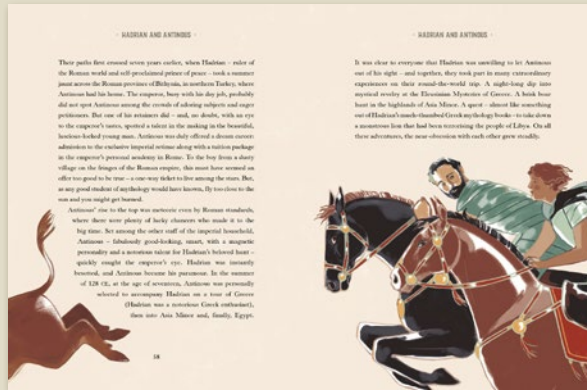 · HADRIAN AND ANTINOUS ·
Their paths first crossed seven years earlier, when Hadrian – ruler of
the Roman world and self-proclaimed prince of peace – took a summer
jaunt across the Roman province of Bithynia, in northern Turkey, where
Antinous had his home. The emperor, busy with his day job, probably
did not spot Antinous among the crowds of adoring subjects and eager
petitioners. But one of his retainers did – and, no doubt, with an eye
to the emperor's tastes, spotted a talent in the making in the beautiful,
luscious-locked young man. Antinous was duly offered a dream career:
admission to the exclusive imperial retinue along with a tuition package
in the emperor's personal academy in Rome. To the boy from a dusty
village on the fringes of the Roman empire, this must have seemed an
offer too good to be true – a one-way ticket to live among the stars. But,
as any good student of mythology would have known, fly too close to the
sun and you might get burned.
Antinous' rise to the top was meteoric even by Roman standards,
where there were plenty of lucky chancers who made it to the
big time. Set among the other staff of the imperial household,
Antinous – fabulously good-looking, smart, with a magnetic
personality and a notorious talent for Hadrian's beloved hunt –
quickly caught the emperor's eye. Hadrian was instantly
besotted, and Antinous became his paramour. In the summer
of 128 CE, at the age of seventeen, Antinous was personally
selected to accompany Hadrian on a tour of Greece
(Hadrian was a notorious Greek enthusiast),
then into Asia Minor and, finally, Egypt.
58
· HADRIAN AND ANTINOUS ·
It was clear to everyone that Hadrian was unwilling to let Antinous
out of his sight – and together, they took part in many extraordinary
experiences on their round-the-world trip. A night-long dip into
mystical revelry at the Eleusinian Mysteries of Greece. A brisk bear
hunt in the highlands of Asia Minor. A quest – almost like something
out of Hadrian's much-thumbed Greek mythology books – to take down
a monstrous lion that had been terrorising the people of Libya. On all
these adventures, the near-obsession with each other grew steadily.